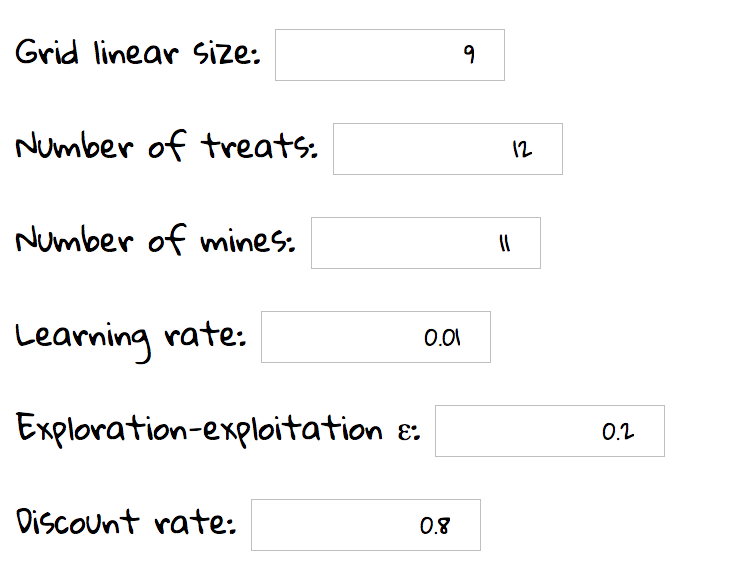 Grid linear size: 9
Number of treats: 12
Number of mines: 11
Learning rate: 0.01
Exploration-exploitation ε: 0.2
Discount rate: 0.8